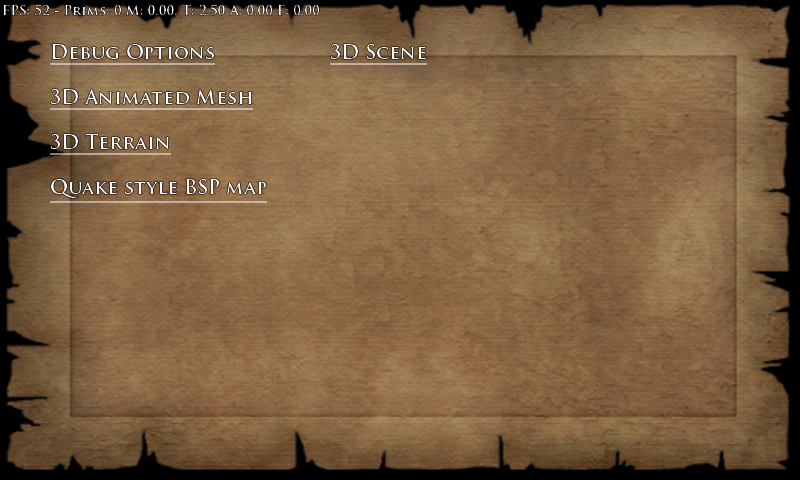 FPS: 52 - Prims: 0 M: 0.00, T: 2.50 A: 0.00 F: 0.00
Debug Options
3D Scene
3D Animated Mesh
3D Terrain
Quake style BSP map